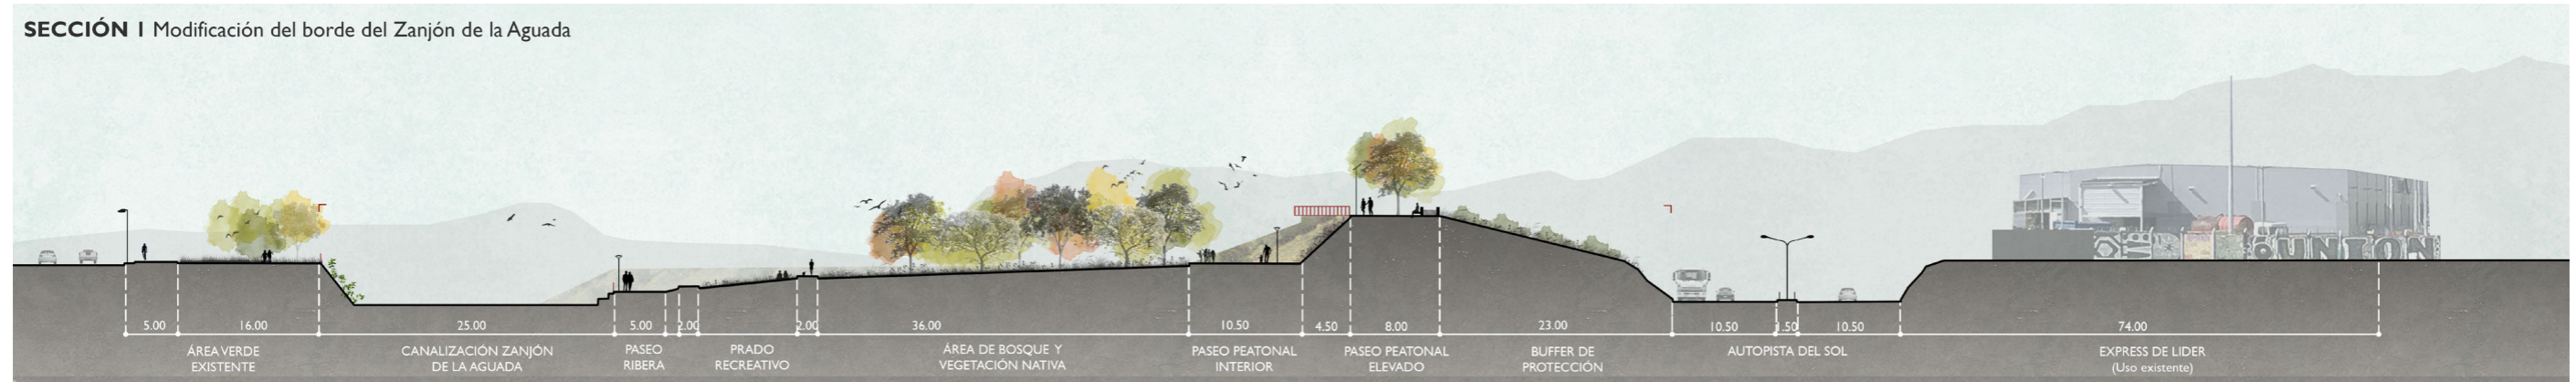 SECCIÓN 1 Modificación del borde del Zanjón de la Aguada
UNION
5.00 16.00 25.00 5.00 2.00 2.00 36.00 10.50 4.50 8.00 23.00 10.50 1.50 10.50 74.00
ÁREA VERDE
EXISTENTE
CANALIZACIÓN ZANJÓN
DE LA AGUADA
PASEO
RIBERA
PRADO
RECREATIVO
ÁREA DE BOSQUE Y
VEGETACIÓN NATIVA
PASEO PEATONAL
INTERIOR
PASEO PEATONAL
ELEVADO
BUFFER DE
PROTECCIÓN
AUTOPISTA DEL SOL
EXPRESS DE LIDER
(Uso existente)